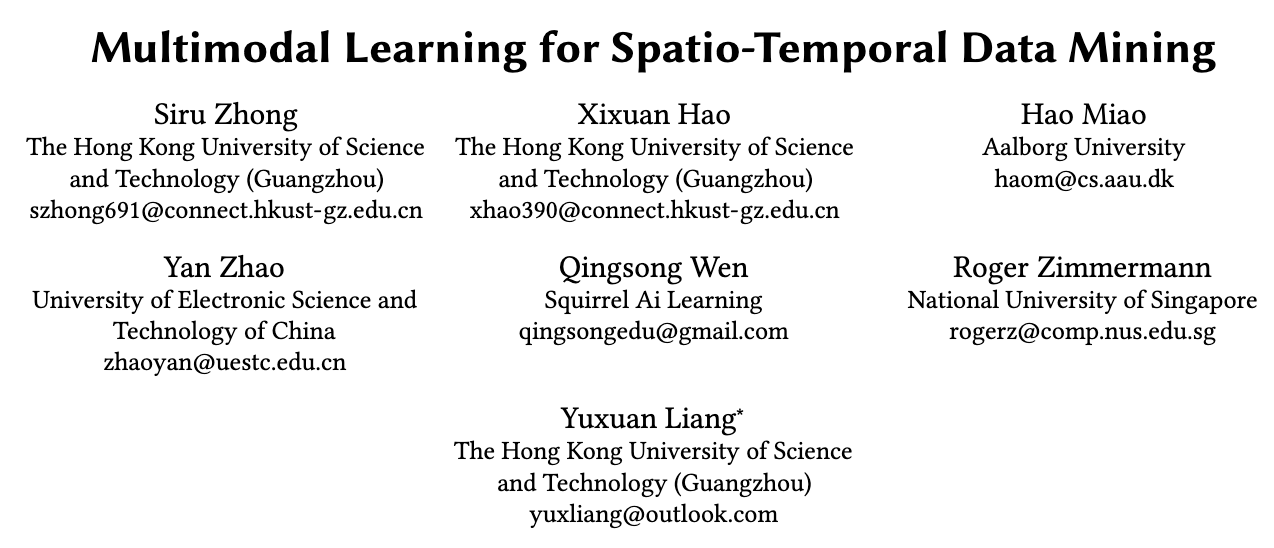 Multimodal Learning for Spatio-Temporal Data Mining
Siru Zhong
The Hong Kong University of Science
and Technology (Guangzhou)
szhong691@connect.hkust-gz.edu.cn
Xixuan Hao
The Hong Kong University of Science
and Technology (Guangzhou)
xhao390@connect.hkust-gz.edu.cn
Hao Miao
Aalborg University
haom@cs.aau.dk
Yan Zhao
University of Electronic Science and
Technology of China
zhaoyan@uestc.edu.cn
Qingsong Wen
Squirrel Ai Learning
qingsongedu@gmail.com
Roger Zimmermann
National University of Singapore
rogerz@comp.nus.edu.sg
Yuxuan Liang*
The Hong Kong University of Science
and Technology (Guangzhou)
yuxliang@outlook.com